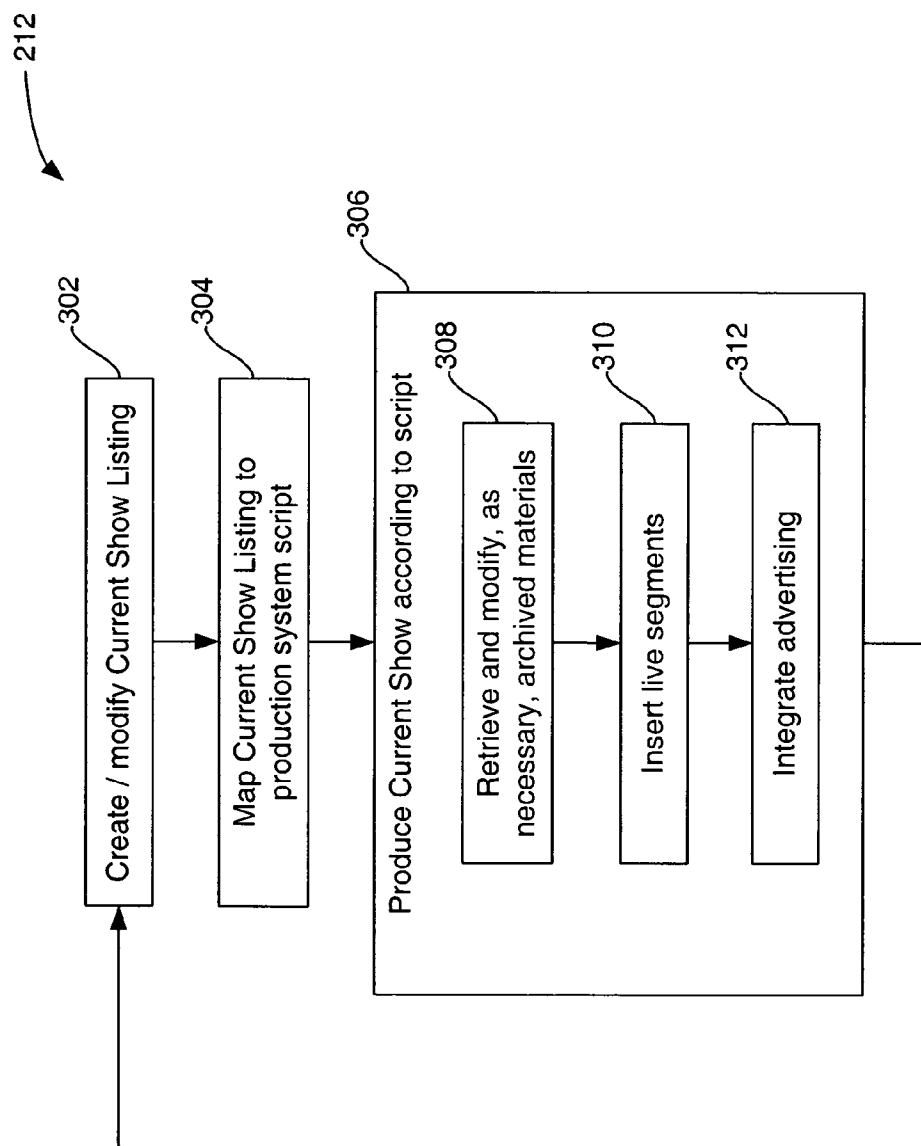 212
302
Create / modify Current Show Listing
304
Map Current Show Listing to
production system script
306
Produce Current Show according to script
308
Retrieve and modify, as
necessary, archived materials
310
Insert live segments
312
Integrate advertising